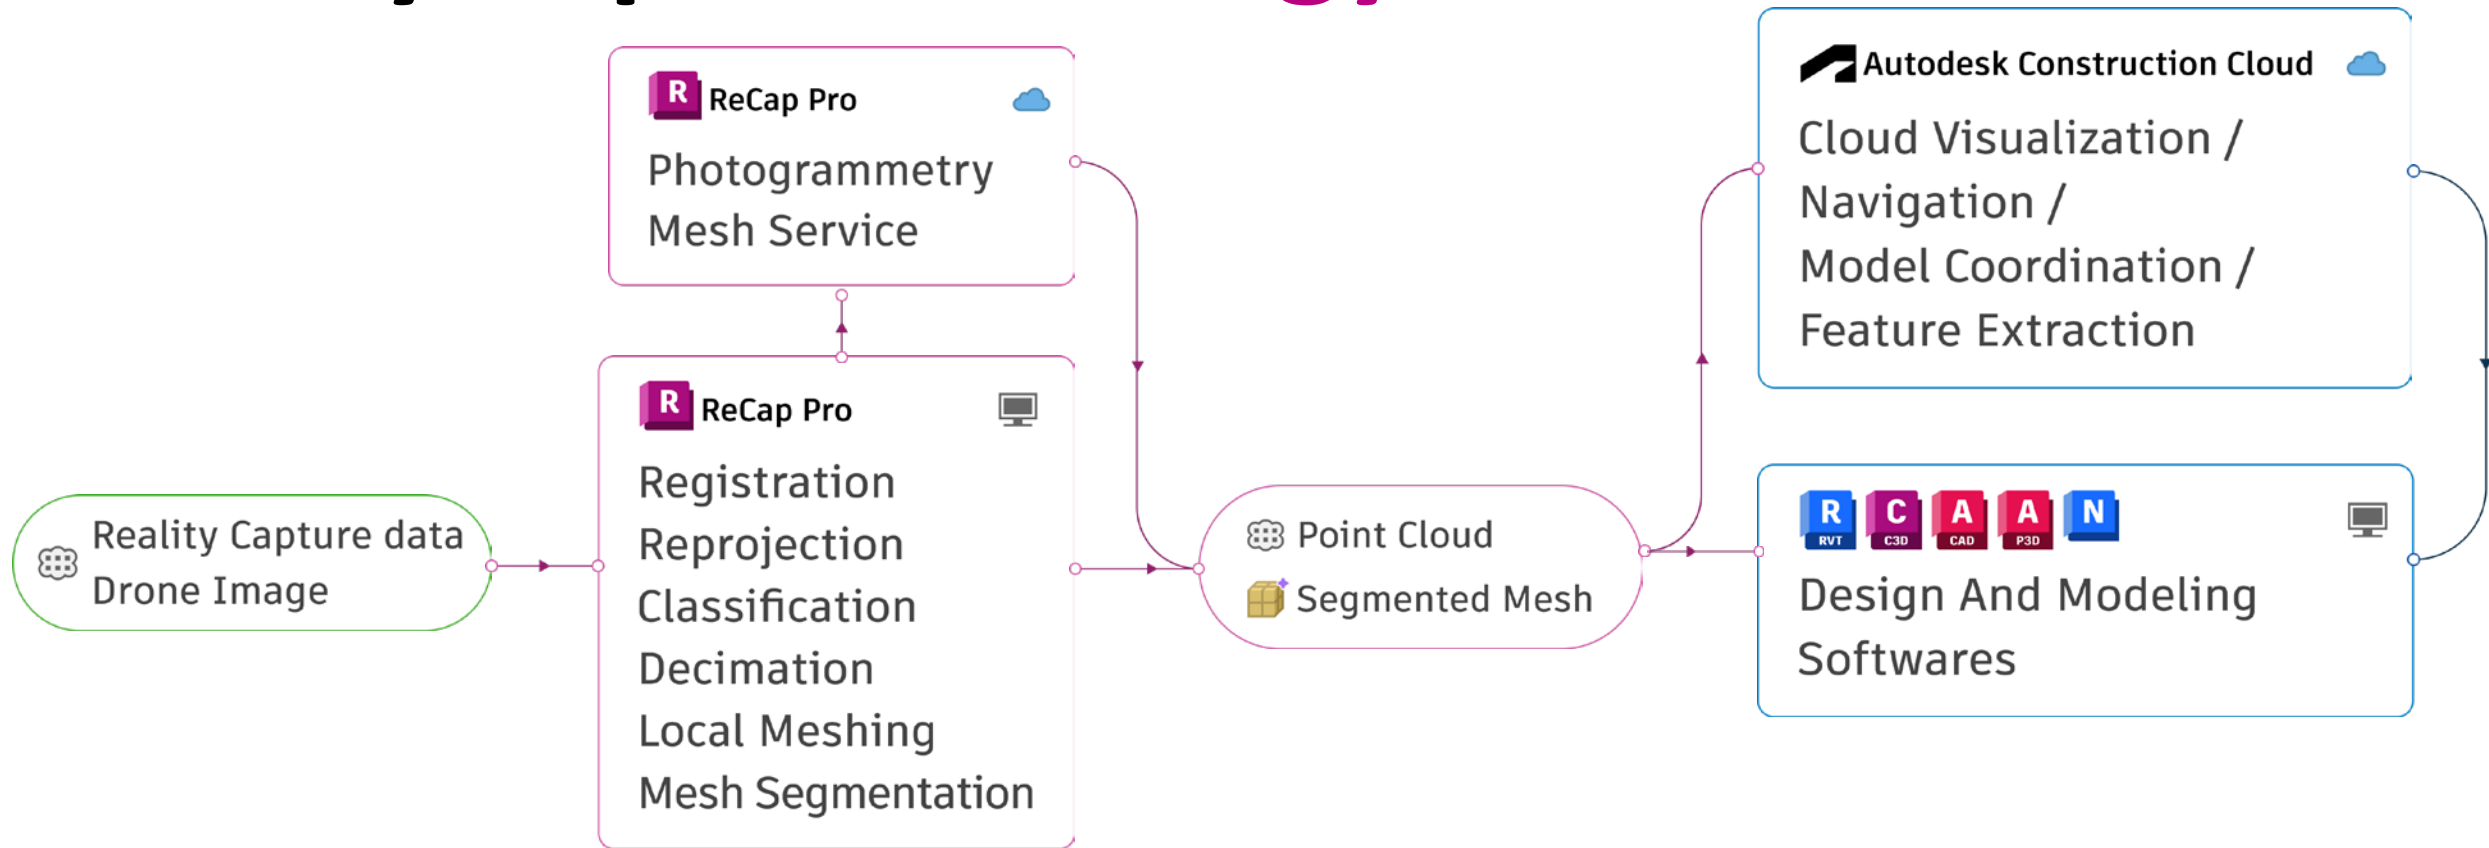 Reality Capture data
Drone Image
R ReCap Pro
Photogrammetry
Mesh Service
R ReCap Pro
Registration
Reprojection
Classification
Decimation
Local Meshing
Mesh Segmentation
Point Cloud
Segmented Mesh
Autodesk Construction Cloud
Cloud Visualization /
Navigation /
Model Coordination /
Feature Extraction
R C A A N
RVT C3D CAD P3D
Design And Modeling
Softwares